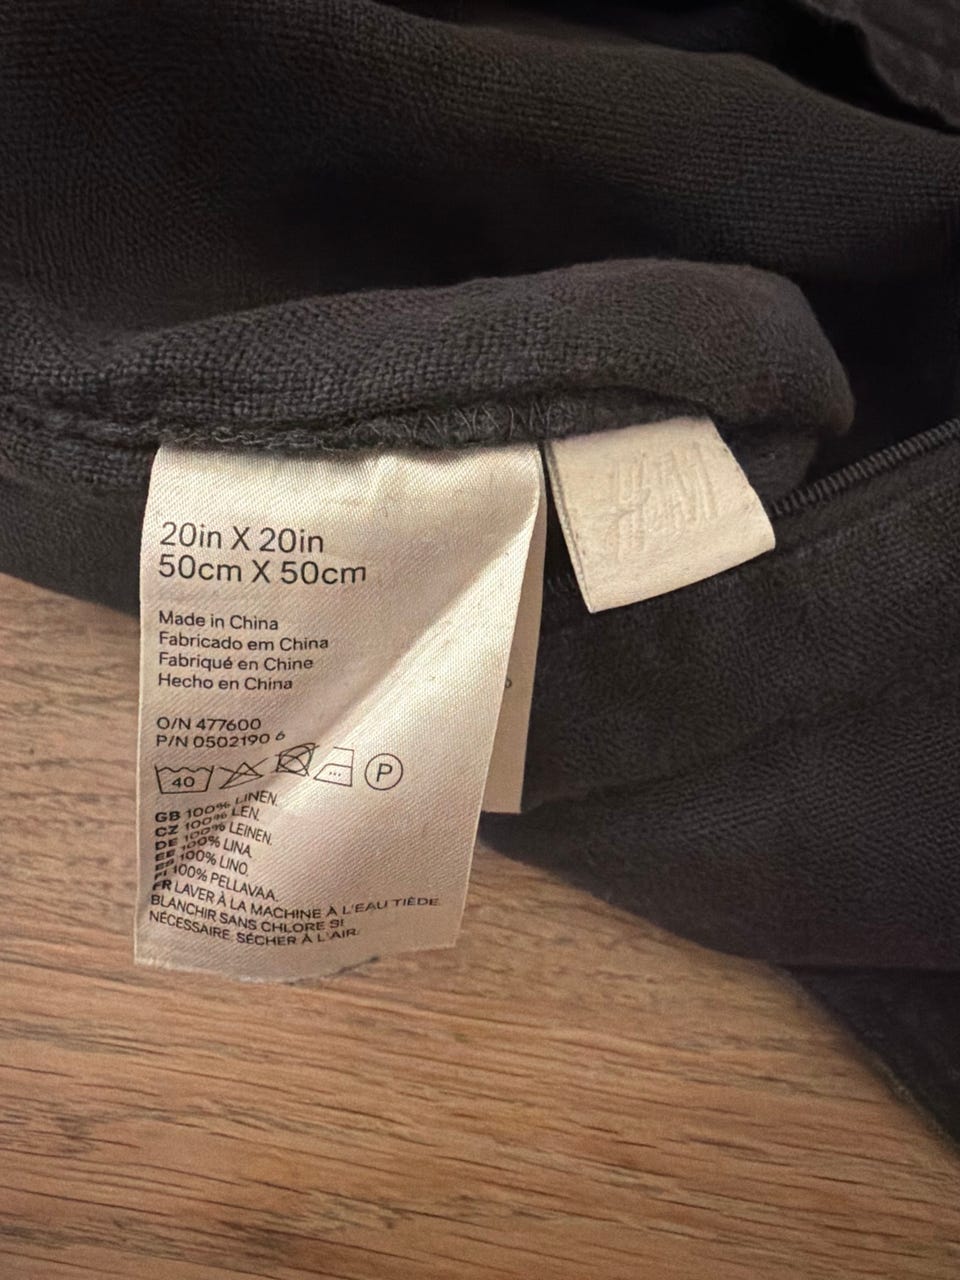 20in X 20in
50cm X 50cm
Made in China
Fabricado em China
Fabriqué en Chine
Hecho en China
O/N 477600
P/N 0502190 6
40
P
GB 100% LINEN.
CZ 100% LEN.
DE 100% LEINEN.
EE 100% LINA.
ES 100% LINO.
FI 100% PELLAVAA.
FR LAVER À LA MACHINE À L'EAU TIÈDE.
BLANCHIR SANS CHLORE SI
NÉCESSAIRE. SÉCHER À L'AIR.
H&M